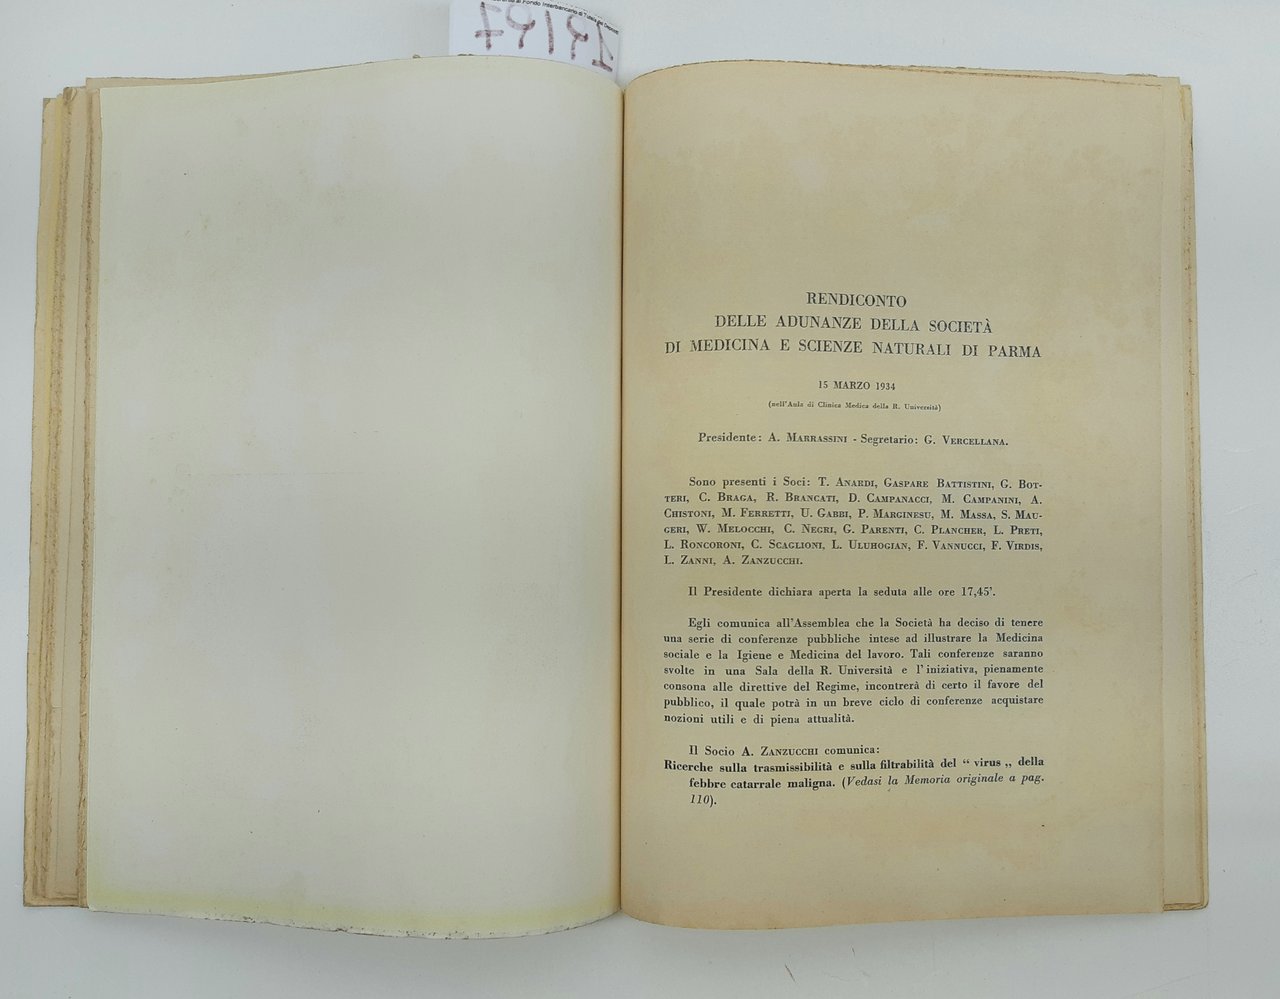 Fondo Interbancario di Tutela dei Depositi
RENDICONTO
DELLE ADUNANZE DELLA SOCIETÀ
DI MEDICINA E SCIENZE NATURALI DI PARMA
15 MARZO 1934
(nell'Aula di Clinica Medica della R. Università)
Presidente: A. MARRASSINI - Segretario: G. VERCELLANA.
Sono presenti i Soci: T. ANARDI, GASPARE BATTISTINI, G. BOT-
TERI, C. BRAGA, R. BRANCATI, D. CAMPANACCI, M. CAMPANINI, A.
CHISTONI, M. FERRETTI, U. GABBI, P. MARGINESU, M. MASSA, S. MAU-
GERI, W. MELOCCHI, C. NEGRI, G. PARENTI, C. PLANCHER, L. PRETI,
L. RONCORONI, C. SCAGLIONI, L. ULUHOGIAN, F. VANNUCCI, F. VIRDIS,
L. ZANNI, A. ZANZUCCHI.
Il Presidente dichiara aperta la seduta alle ore 17,45'.
Egli comunica all'Assemblea che la Società ha deciso di tenere
una serie di conferenze pubbliche intese ad illustrare la Medicina
sociale e la Igiene e Medicina del lavoro. Tali conferenze saranno
svolte in una Sala della R. Università e l'iniziativa, pienamente
consona alle direttive del Regime, incontrerà di certo il favore del
pubblico, il quale potrà in un breve ciclo di conferenze acquistare
nozioni utili e di piena attualità.
Il Socio A. ZANZUCCHI comunica:
Ricerche sulla trasmissibilità e sulla filtrabilità del “ virus „ della
febbre catarrale maligna. (Vedasi la Memoria originale a pag.
110).